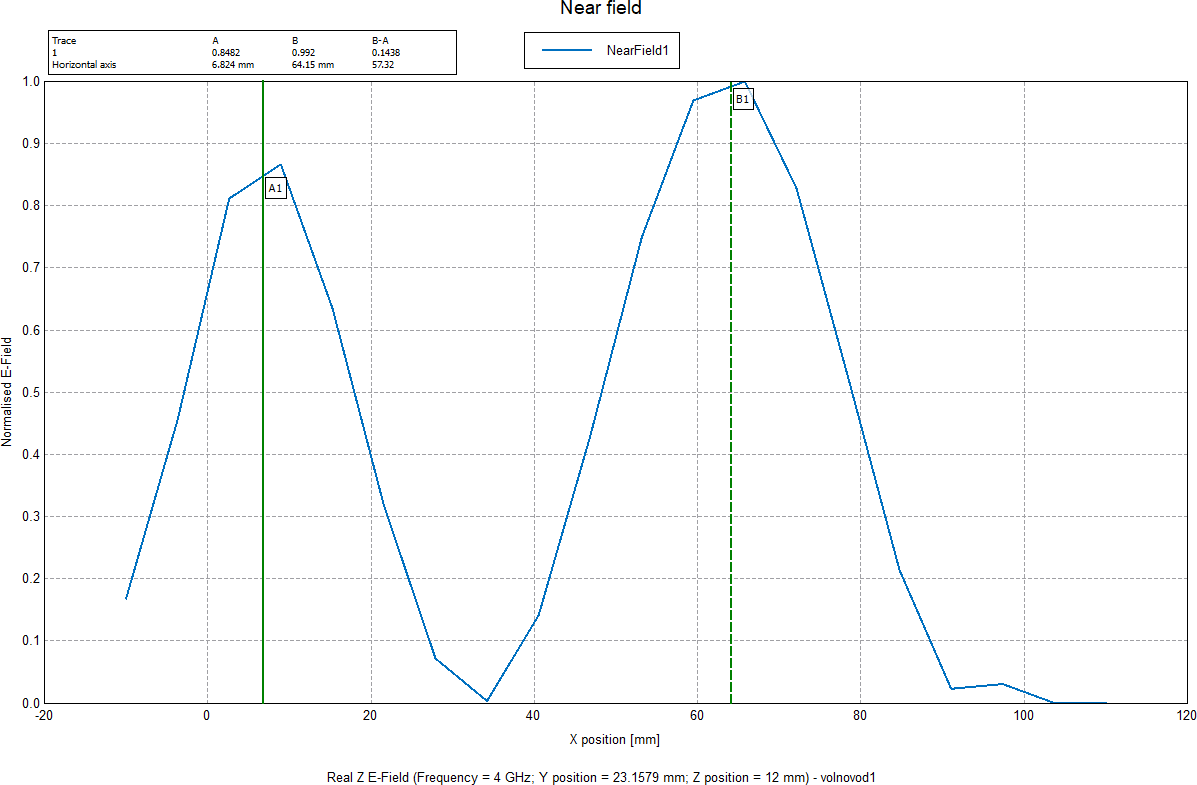 Near field
Trace A B B-A
1 0.8482 0.992 0.1438
Horizontal axis 6.824 mm 64.15 mm 57.32
NearField1
1.0
0.9
0.8
0.7
0.6
0.5
0.4
0.3
0.2
0.1
0.0
Normalised E-Field
A1
B1
-20 0 20 40 60 80 100 120
X position [mm]
Real Z E-Field (Frequency = 4 GHz; Y position = 23.1579 mm; Z position = 12 mm) - volnovod1